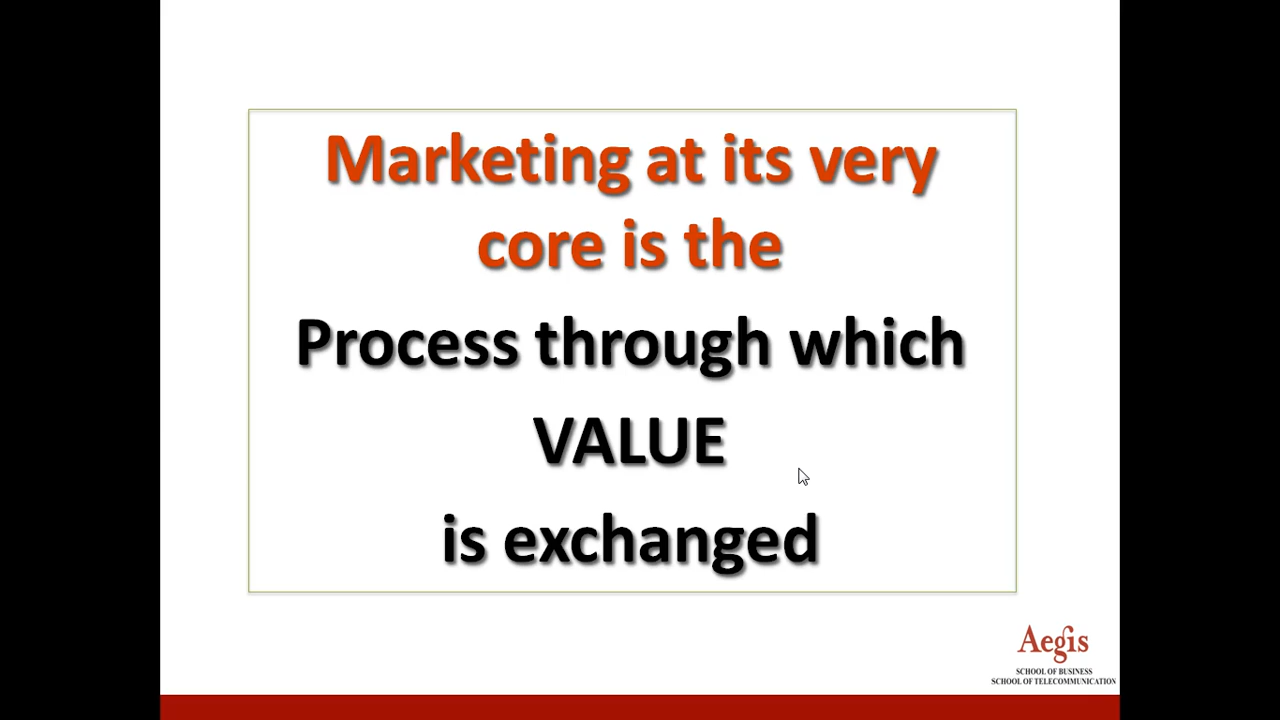 Marketing at its very
core is the
Process through which
VALUE
is exchanged
Aegis
SCHOOL OF BUSINESS
SCHOOL OF TELECOMMUNICATION